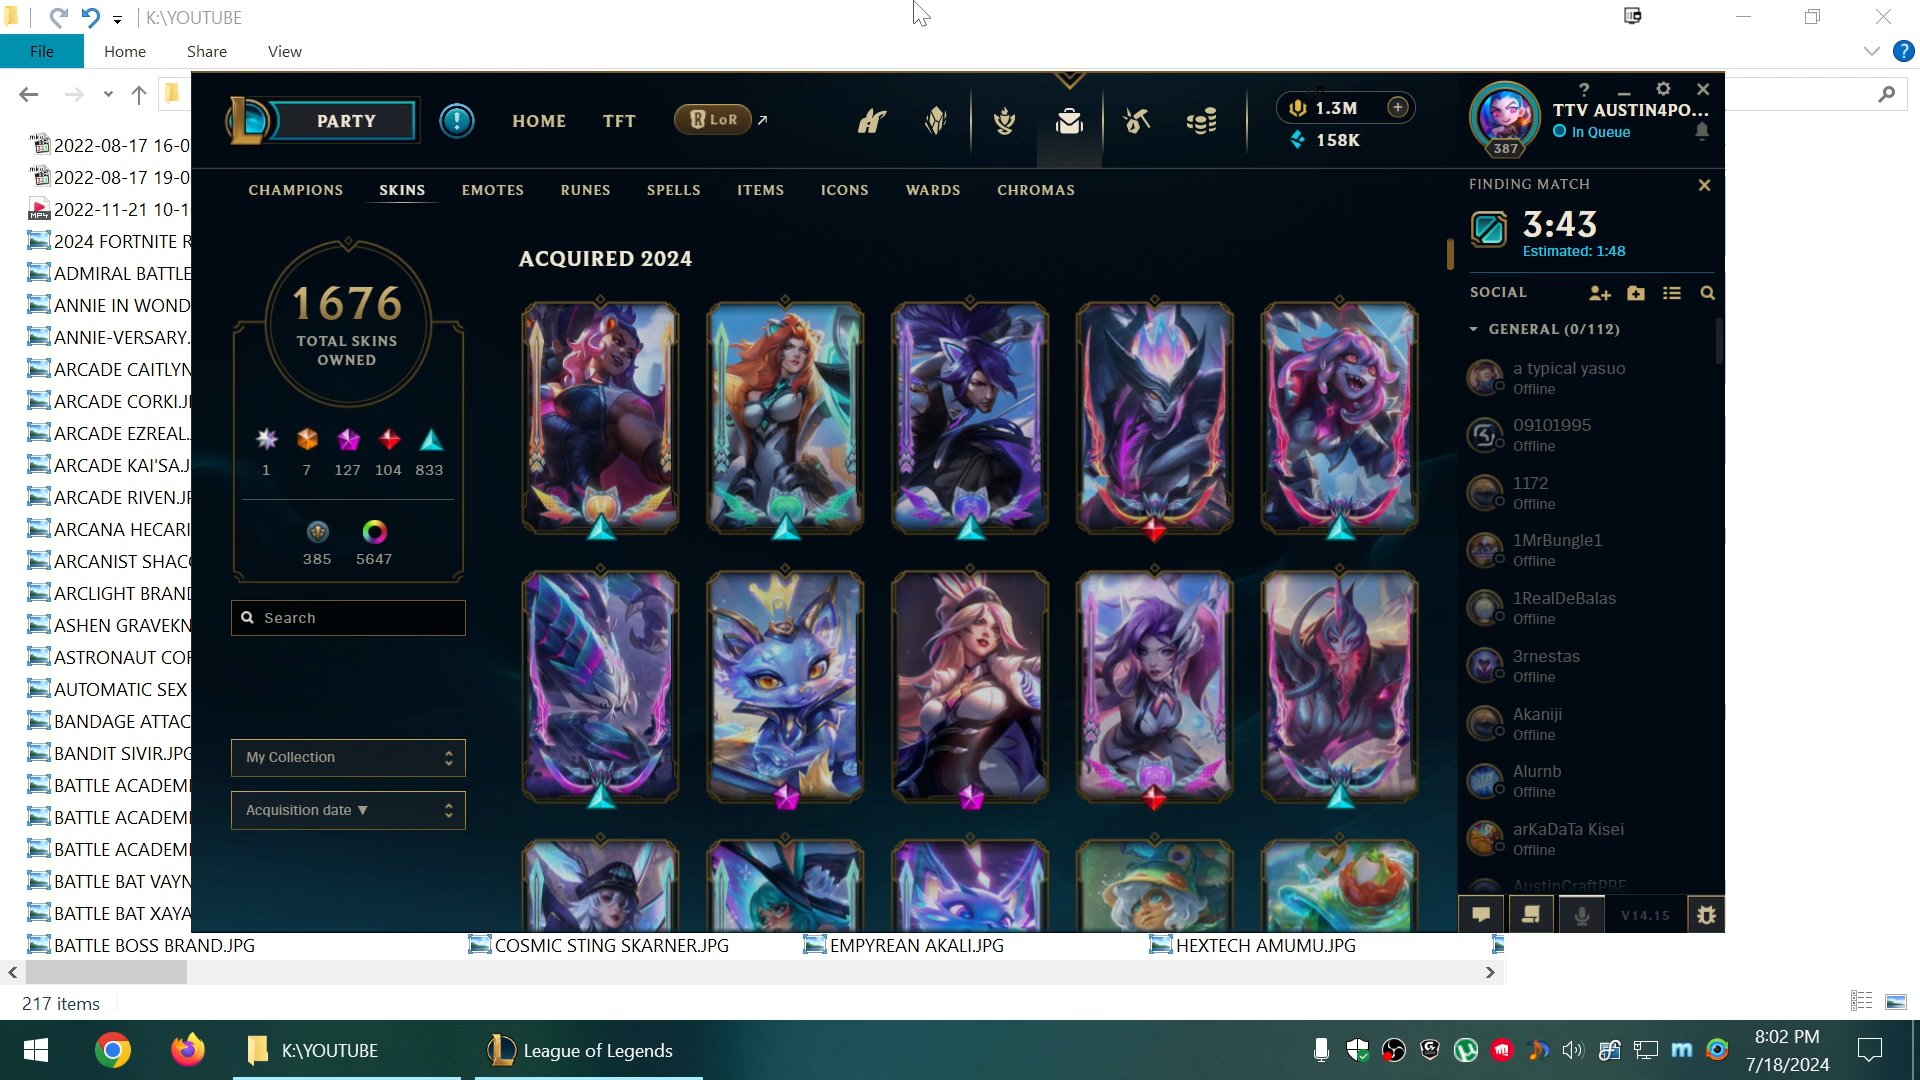 K:\YOUTUBE
File
Home
Share
View
PARTY
HOME
TFT
LoR
1.3M
158K
387
TTV AUSTIN4PO...
In Queue
CHAMPIONS
SKINS
EMOTES
RUNES
SPELLS
ITEMS
ICONS
WARDS
CHROMAS
FINDING MATCH
3:43
Estimated: 1:48
SOCIAL
GENERAL (0/112)
a typical yasuo
Offline
09101995
Offline
1172
Offline
1MrBungle1
Offline
1RealDeBalas
Offline
3rnestas
Offline
Akaniji
Offline
Alurnb
Offline
arKaDaTa Kisei
Offline
AustinCraftPBE
V14.15
1676
TOTAL SKINS
OWNED
1
7
127
104
833
385
5647
Search
My Collection
Acquisition date ▼
ACQUIRED 2024
2022-08-17 16-0
2022-08-17 19-0
2022-11-21 10-1
2024 FORTNITE R
ADMIRAL BATTLE
ANNIE IN WOND
ANNIE-VERSARY.
ARCADE CAITLYN
ARCADE CORKI.J
ARCADE EZREAL.
ARCADE KAI'SA.J
ARCADE RIVEN.JP
ARCANA HECARI
ARCANIST SHACO
ARCLIGHT BRAND
ASHEN GRAVEKN
ASTRONAUT COR
AUTOMATIC SEX
BANDAGE ATTAC
BANDIT SIVIR.JPG
BATTLE ACADEMI
BATTLE ACADEMI
BATTLE ACADEMI
BATTLE BAT VAYN
BATTLE BAT XAYA
BATTLE BOSS BRAND.JPG
COSMIC STING SKARNER.JPG
EMPYREAN AKALI.JPG
HEXTECH AMUMU.JPG
217 items
K:\YOUTUBE
League of Legends
8:02 PM
7/18/2024